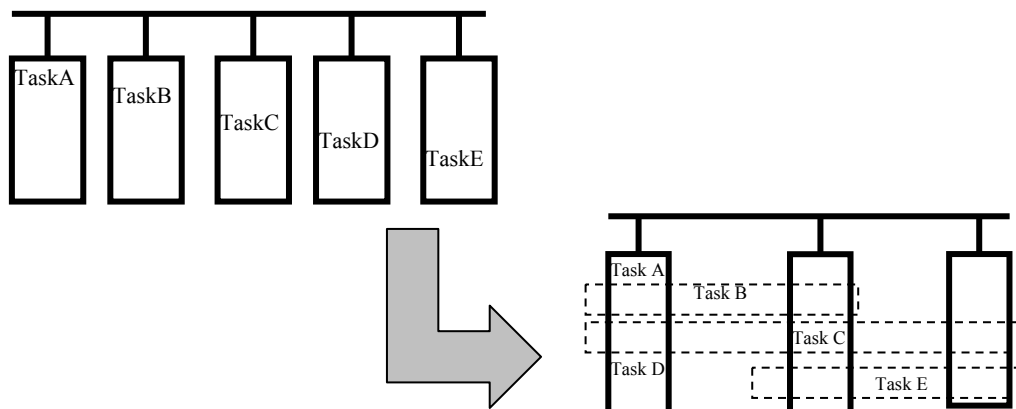 TaskA
TaskB
TaskC
TaskD
TaskE
Task A
Task B
Task C
Task D
Task E